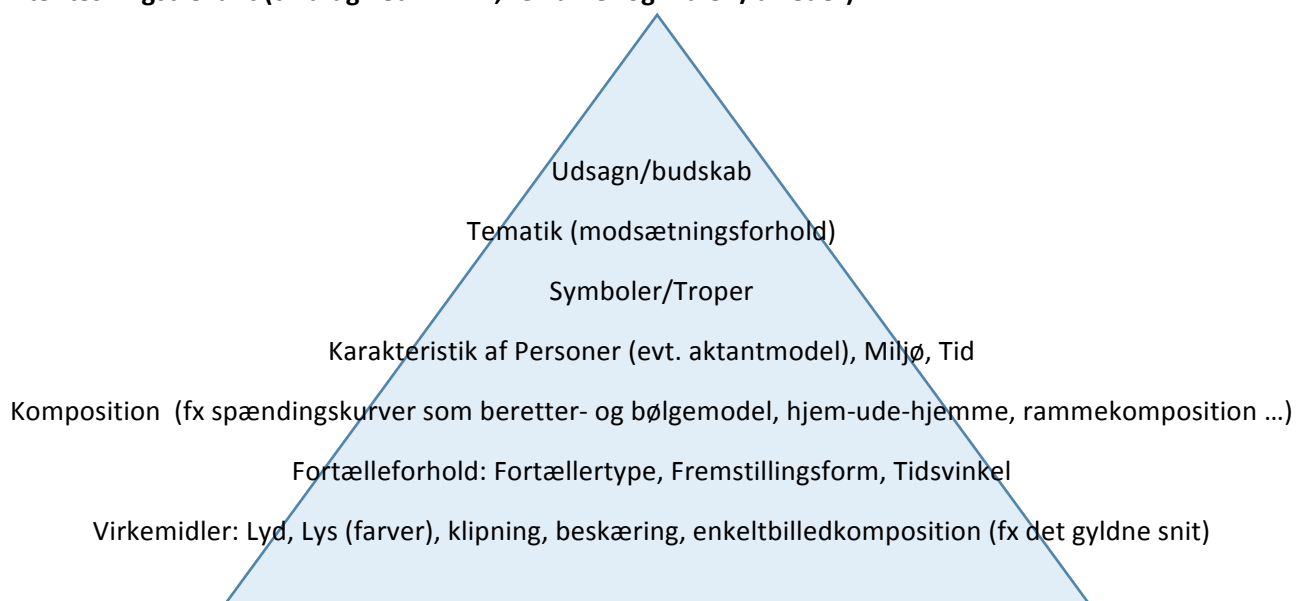 Udsagn/budskab
Tematik (modsætningsforhold)
Symboler/Troper
Karakteristik af Personer (evt. aktantmodel), Miljø, Tid
Komposition (fx spændingskurver som beretter- og bølgemodel, hjem-ude-hjemme, rammekomposition …)
Fortælleforhold: Fortællertype, Fremstillingsform, Tidsvinkel
Virkemidler: Lyd, Lys (farver), klipning, beskæring, enkeltbilledkomposition (fx det gyldne snit)